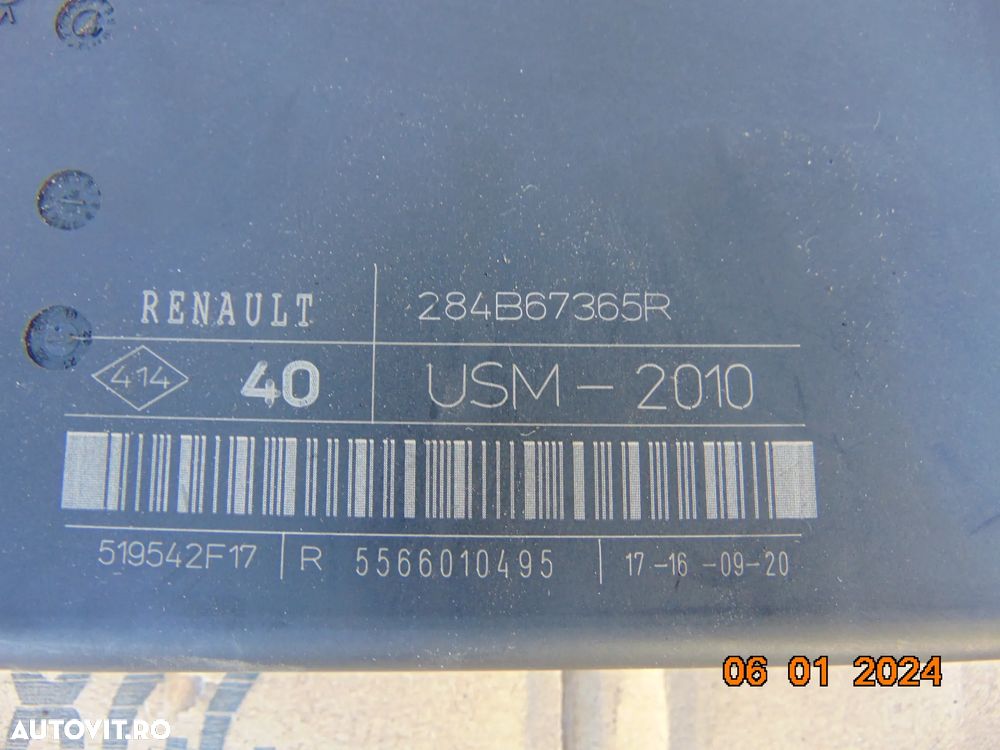 RENAULT 284B67365R
414 40 USM - 2010
519542F17 R 5566010495 17-16-09-20
06 01 2024
AUTOVIT.RO